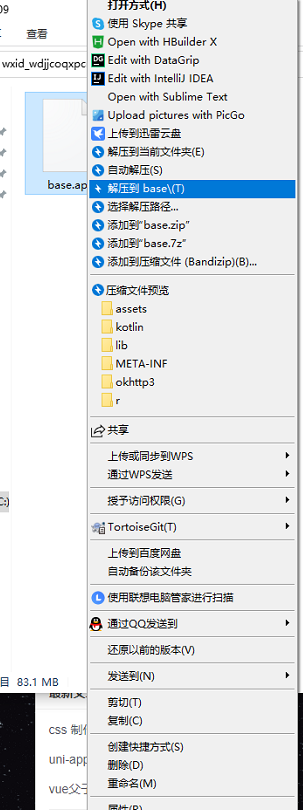 09
打开方式(H)
查看
使用 Skype 共享
Open with HBuilder X
wxid_wdjjcoqxpc
Edit with DataGrip
Edit with IntelliJ IDEA
Open with Sublime Text
Upload pictures with PicGo
上传到迅雷云盘
解压到当前文件夹(E)
自动解压(S)
base.ap
解压到 base\(T)
选择解压路径...
添加到"base.zip"
添加到"base.7z"
添加到压缩文件 (Bandizip)(B)...
压缩文件预览
assets
kotlin
lib
META-INF
okhttp3
r
共享
上传或同步到WPS
通过WPS发送
C:)
授予访问权限(G)
TortoiseGit(T)
上传到百度网盘
自动备份该文件夹
使用联想电脑管家进行扫描
通过QQ发送到
还原以前的版本(V)
目 83.1 MB
发送到(N)
最新文
剪切(T)
css 制作
复制(C)
创建快捷方式(S)
uni-app
删除(D)
vue父子
重命名(M)
属性(R)